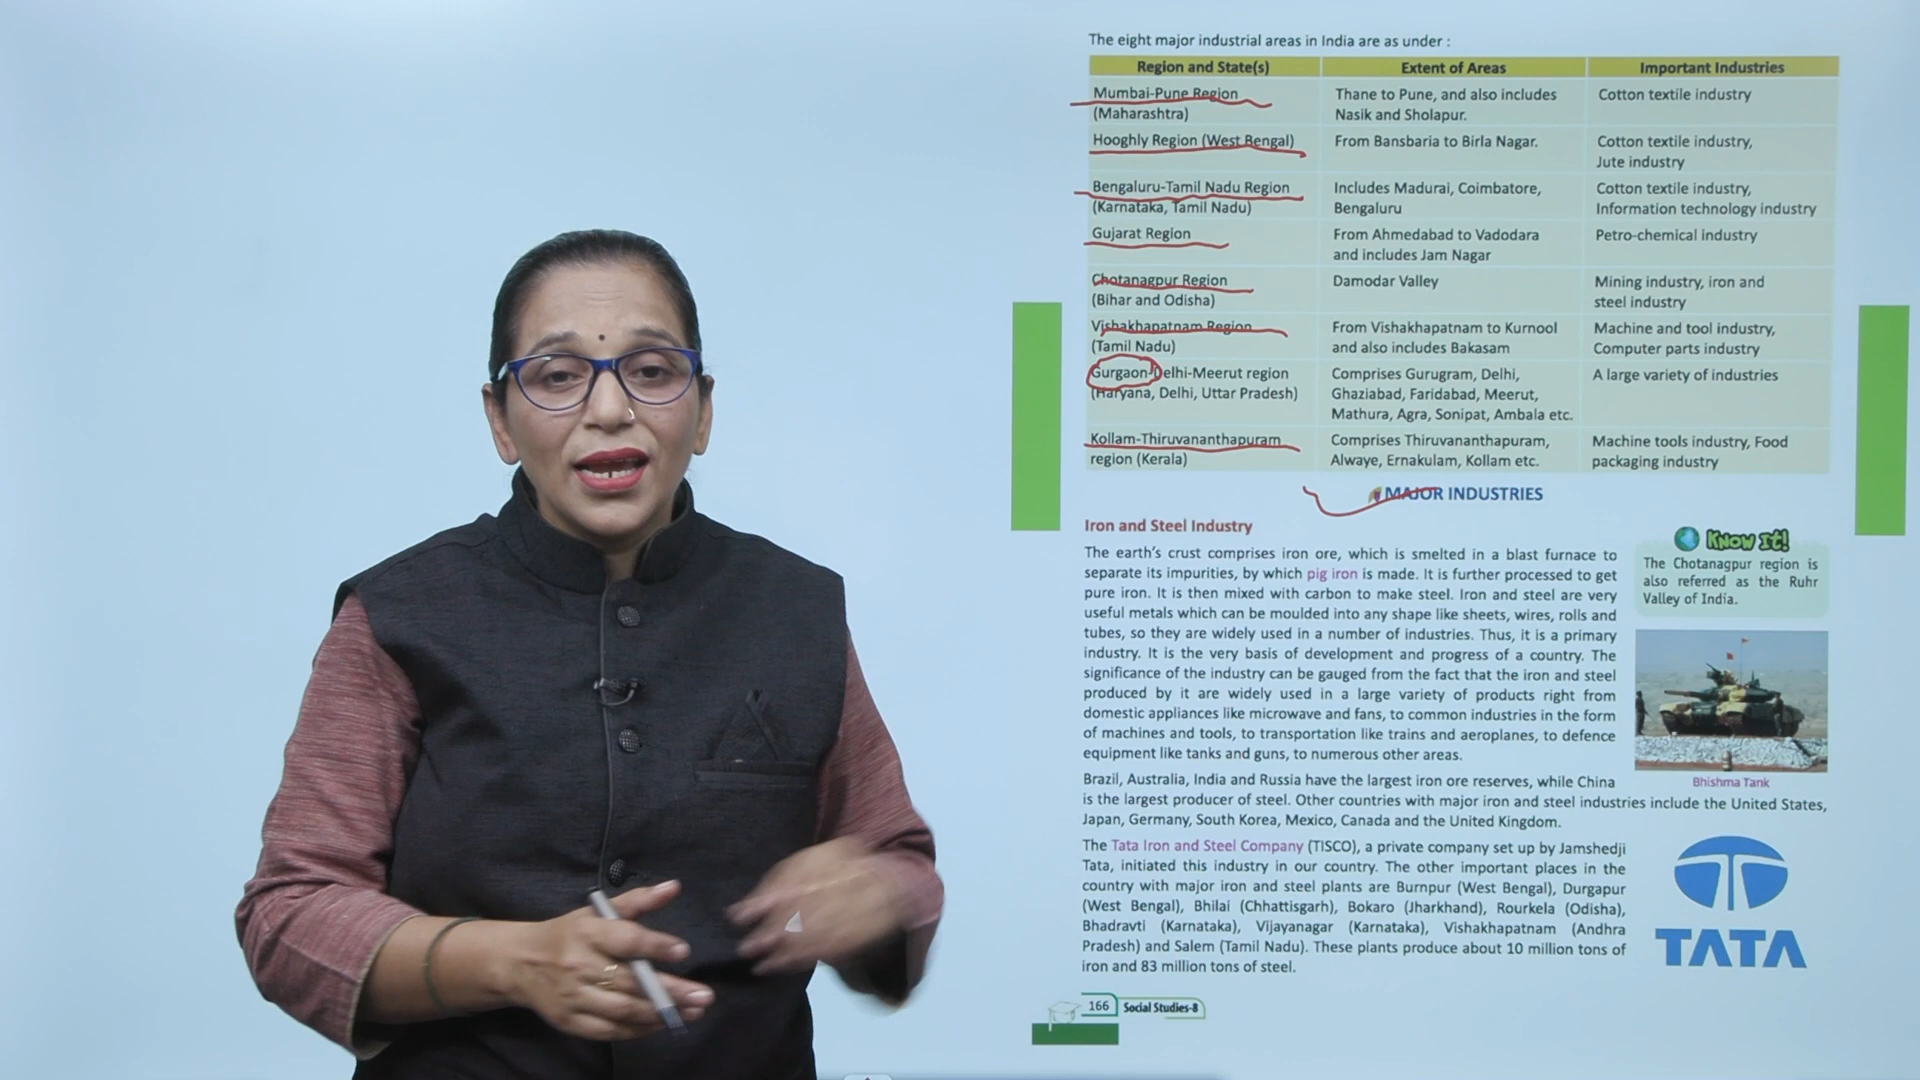 The eight major industrial areas in India are as under :
Region and State(s) Extent of Areas Important Industries
Mumbai-Pune Region Thane to Pune, and also includes Cotton textile industry
(Maharashtra) Nasik and Sholapur.
Hooghly Region (West Bengal) From Bansbaria to Birla Nagar. Cotton textile industry,
Jute industry
Bengaluru-Tamil Nadu Region Includes Madurai, Coimbatore, Cotton textile industry,
(Karnataka, Tamil Nadu) Bengaluru Information technology industry
Gujarat Region From Ahmedabad to Vadodara Petro-chemical industry
and includes Jam Nagar
Chotanagpur Region Damodar Valley Mining industry, iron and
(Bihar and Odisha) steel industry
Vishakhapatnam Region From Vishakhapatnam to Kurnool Machine and tool industry,
(Tamil Nadu) and also includes Bakasam Computer parts industry
Gurgaon-Delhi-Meerut region Comprises Gurugram, Delhi, A large variety of industries
(Haryana, Delhi, Uttar Pradesh) Ghaziabad, Faridabad, Meerut,
Mathura, Agra, Sonipat, Ambala etc.
Kollam-Thiruvananthapuram Comprises Thiruvananthapuram, Machine tools industry, Food
region (Kerala) Alwaye, Ernakulam, Kollam etc. packaging industry
MAJOR INDUSTRIES
Iron and Steel Industry
The earth's crust comprises iron ore, which is smelted in a blast furnace to
separate its impurities, by which pig iron is made. It is further processed to get
pure iron. It is then mixed with carbon to make steel. Iron and steel are very
useful metals which can be moulded into any shape like sheets, wires, rolls and
tubes, so they are widely used in a number of industries. Thus, it is a primary
industry. It is the very basis of development and progress of a country. The
significance of the industry can be gauged from the fact that the iron and steel
produced by it are widely used in a large variety of products right from
domestic appliances like microwave and fans, to common industries in the form
of machines and tools, to transportation like trains and aeroplanes, to defence
equipment like tanks and guns, to numerous other areas.
Know It!
The Chotanagpur region is
also referred as the Ruhr
Valley of India.
Bhishma Tank
Brazil, Australia, India and Russia have the largest iron ore reserves, while China
is the largest producer of steel. Other countries with major iron and steel industries include the United States,
Japan, Germany, South Korea, Mexico, Canada and the United Kingdom.
The Tata Iron and Steel Company (TISCO), a private company set up by Jamshedji
Tata, initiated this industry in our country. The other important places in the
country with major iron and steel plants are Burnpur (West Bengal), Durgapur
(West Bengal), Bhilai (Chhattisgarh), Bokaro (Jharkhand), Rourkela (Odisha),
Bhadravti (Karnataka), Vijayanagar (Karnataka), Vishakhapatnam (Andhra
Pradesh) and Salem (Tamil Nadu). These plants produce about 10 million tons of
iron and 83 million tons of steel.
TATA
166 Social Studies-8